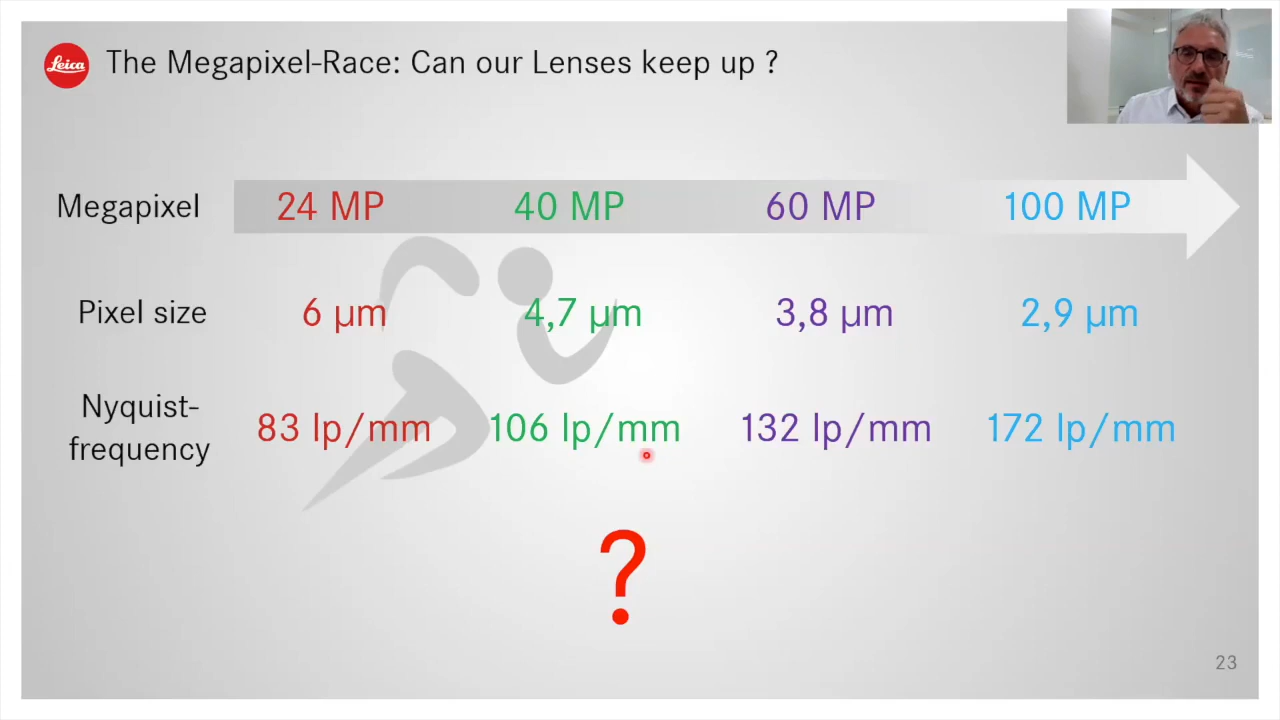 Leica
The Megapixel-Race: Can our Lenses keep up ?
Megapixel 24 MP 40 MP 60 MP 100 MP
Pixel size 6 µm 4,7 µm 3,8 µm 2,9 µm
Nyquist-
frequency 83 lp/mm 106 lp/mm 132 lp/mm 172 lp/mm
?
23